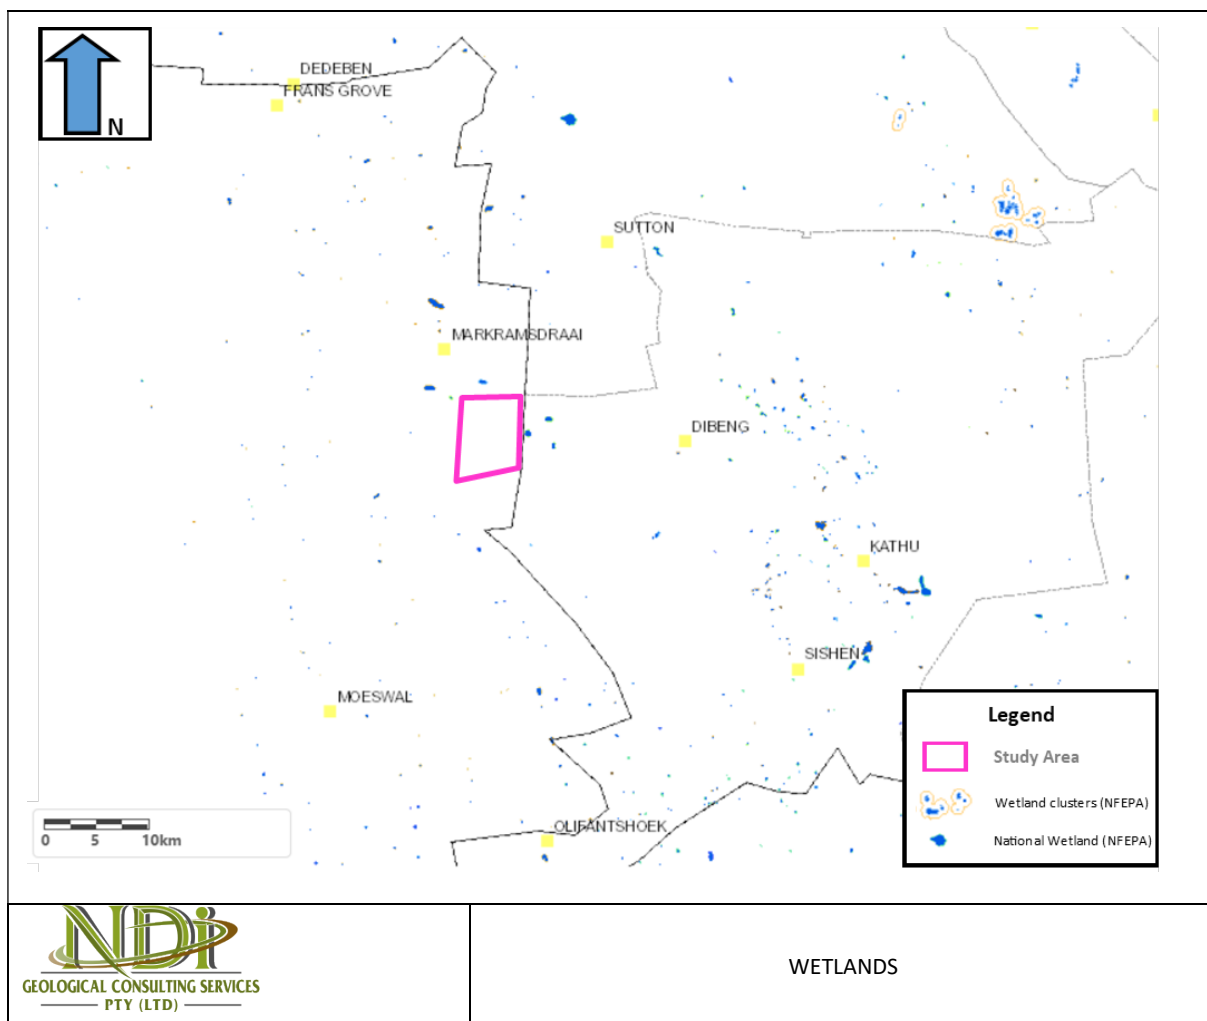 N
DEDEBEN
FRANS GROVE
SUTTON
MARKRAMSDRAAI
DIBENG
KATHU
SISHEN
MOESWAL
OLIFANTSHOEK
Legend
Study Area
Wetland clusters (NFEPA)
National Wetland (NFEPA)
0 5 10km
NDi
GEOLOGICAL CONSULTING SERVICES
PTY (LTD)
WETLANDS